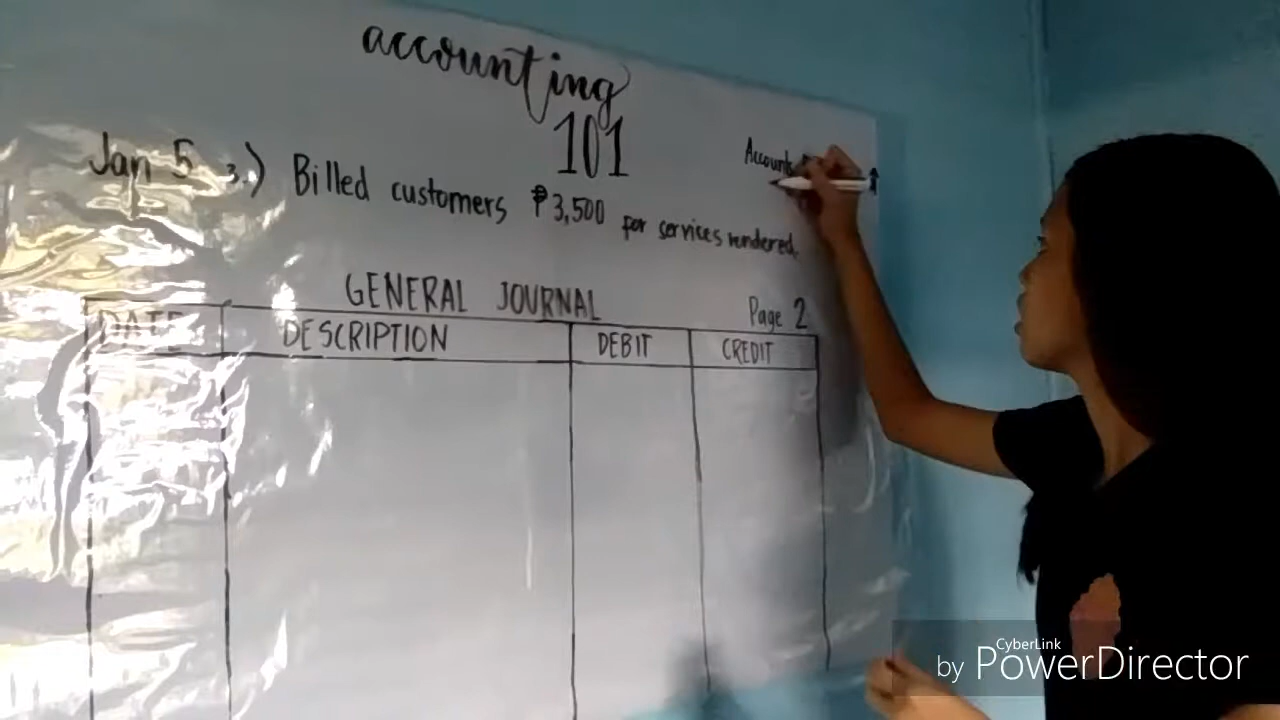 accounting
101
Jan 5 3.) Billed customers ₱3,500 for services rendered.
Accounts
GENERAL JOURNAL
Page 2
DATE DESCRIPTION DEBIT CREDIT
CyberLink
by PowerDirector